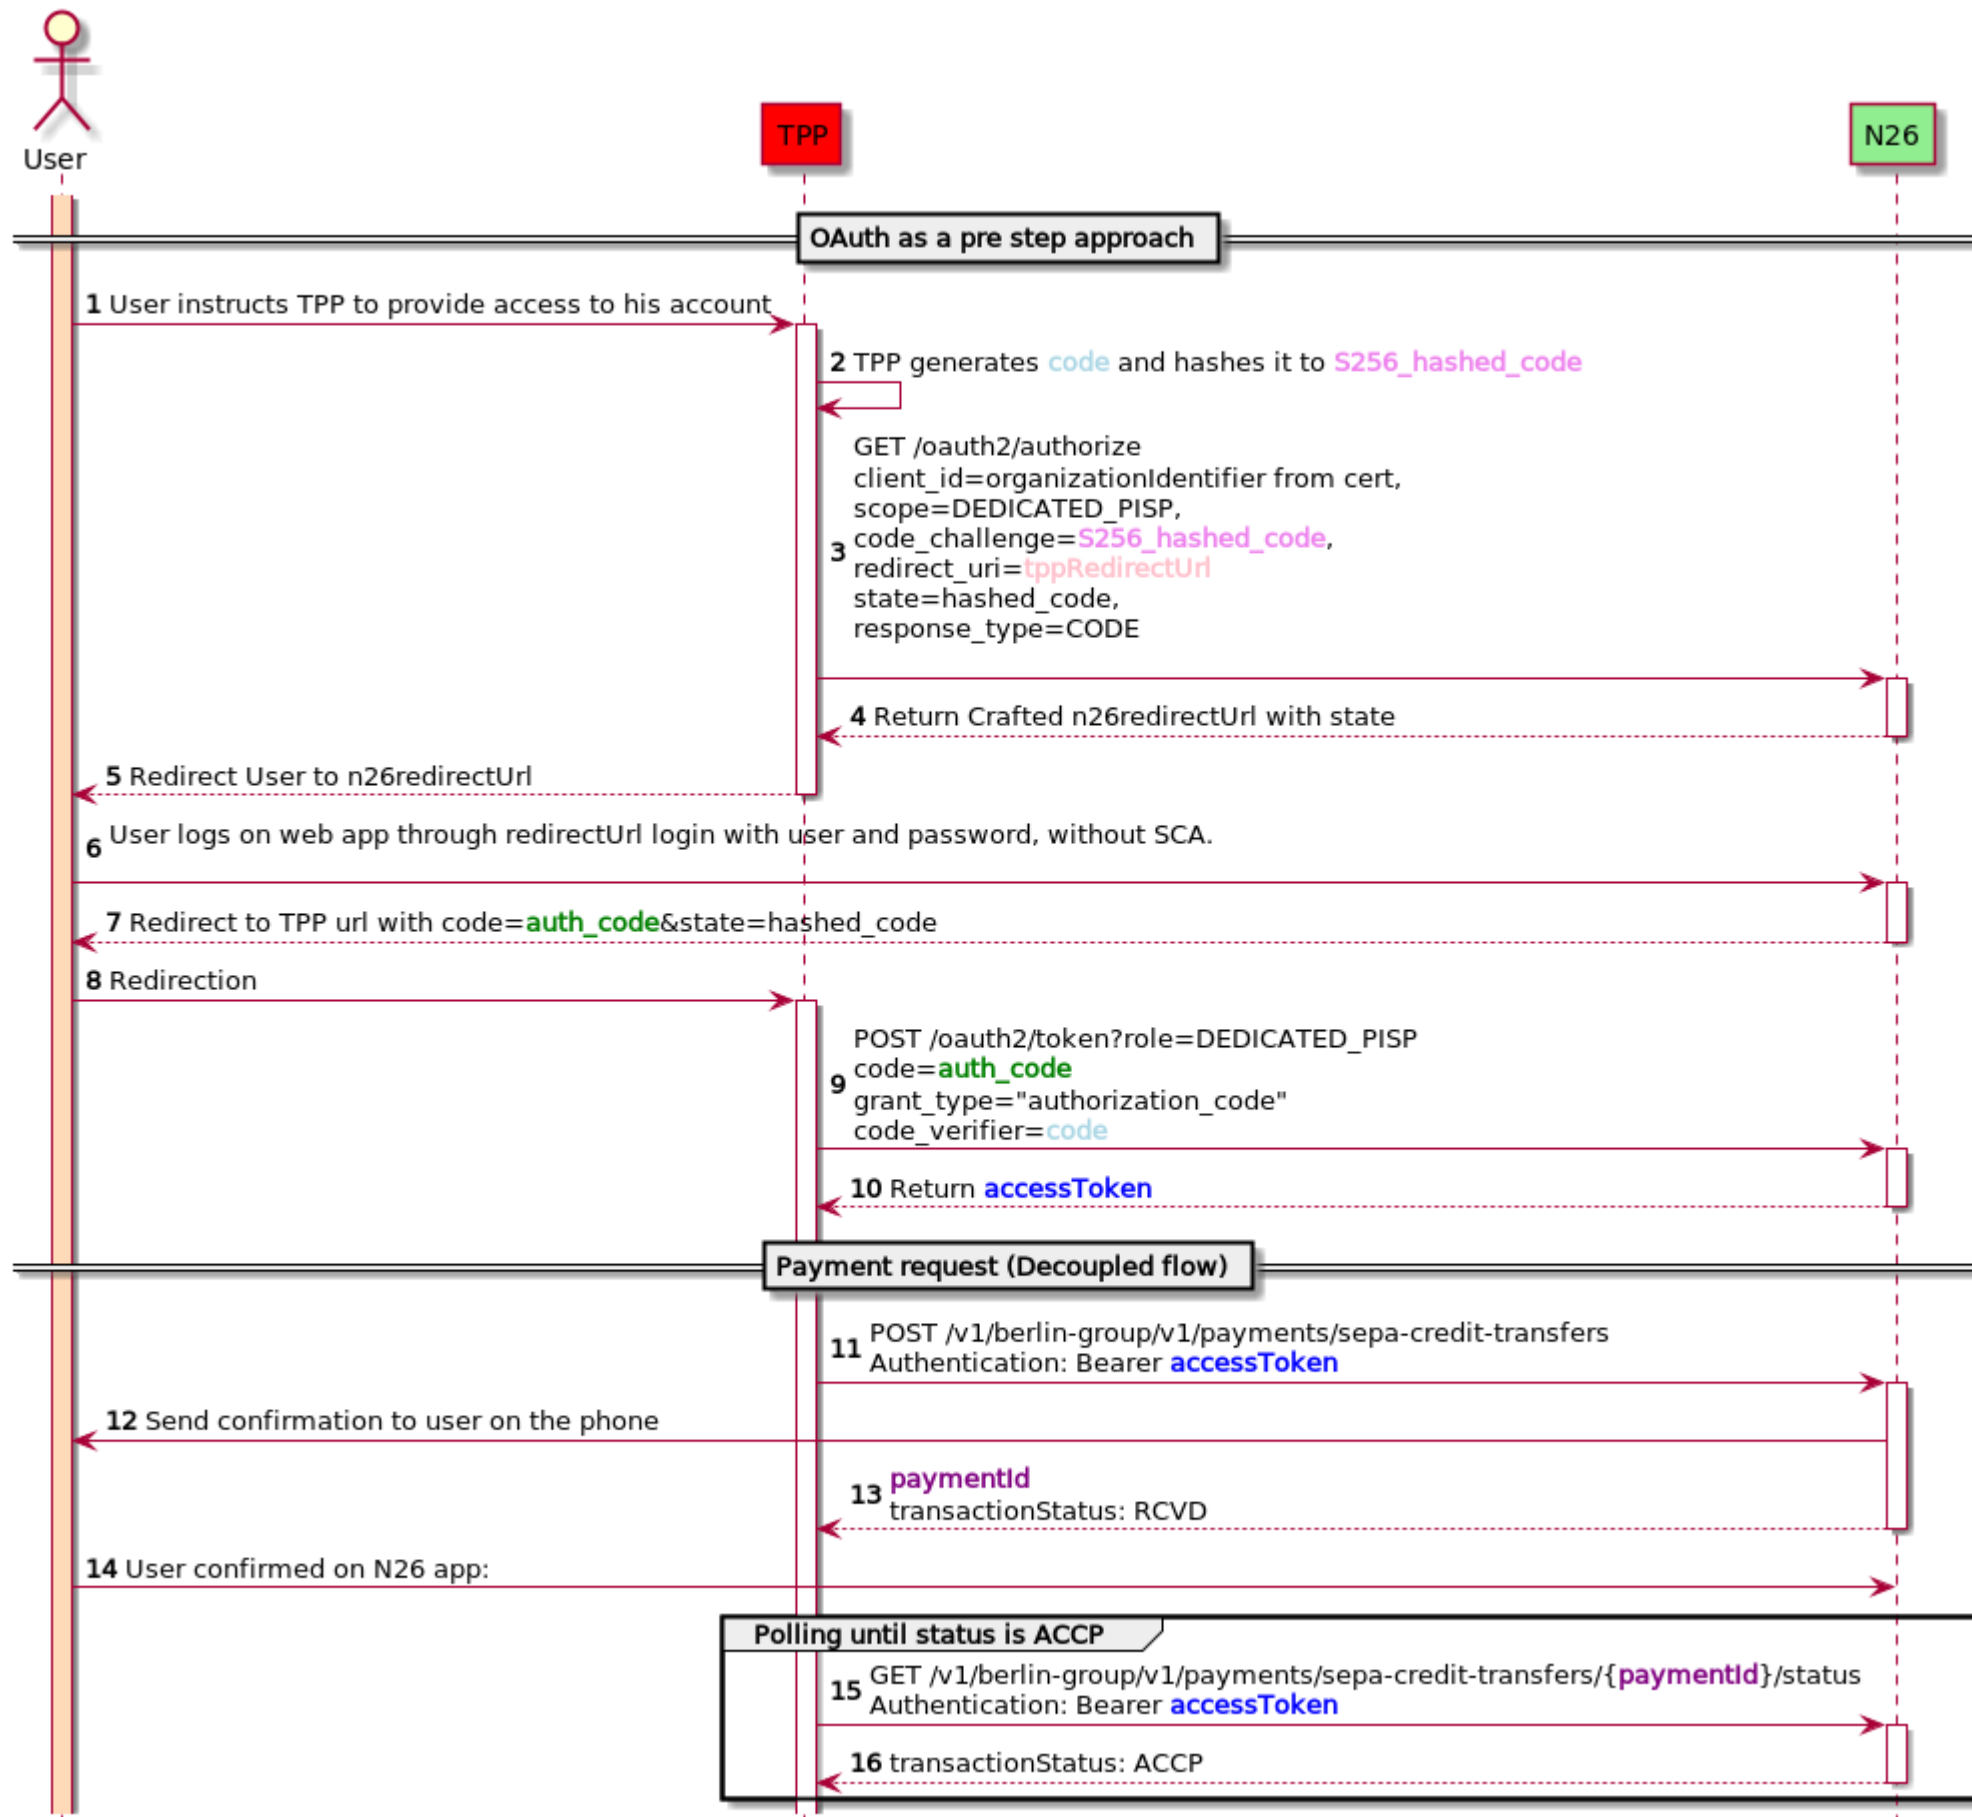 User
TPP
N26
OAuth as a pre step approach
1 User instructs TPP to provide access to his account
2 TPP generates code and hashes it to S256_hashed_code
GET /oauth2/authorize
client_id=organizationIdentifier from cert,
scope=DEDICATED_PISP,
code_challenge=S256_hashed_code,
3
redirect_uri=tppRedirectUrl
state=hashed_code,
response_type=CODE
4 Return Crafted n26redirectUrl with state
5 Redirect User to n26redirectUrl
6 User logs on web app through redirectUrl login with user and password, without SCA.
7 Redirect to TPP url with code=auth_code&state=hashed_code
8 Redirection
POST /oauth2/token?role=DEDICATED_PISP
code=auth_code
9
grant_type="authorization_code"
code_verifier=code
10 Return accessToken
Payment request (Decoupled flow)
11 POST /v1/berlin-group/v1/payments/sepa-credit-transfers
Authentication: Bearer accessToken
12 Send confirmation to user on the phone
13 paymentId
transactionStatus: RCVD
14 User confirmed on N26 app:
Polling until status is ACCP
15 GET /v1/berlin-group/v1/payments/sepa-credit-transfers/{paymentId}/status
Authentication: Bearer accessToken
16 transactionStatus: ACCP